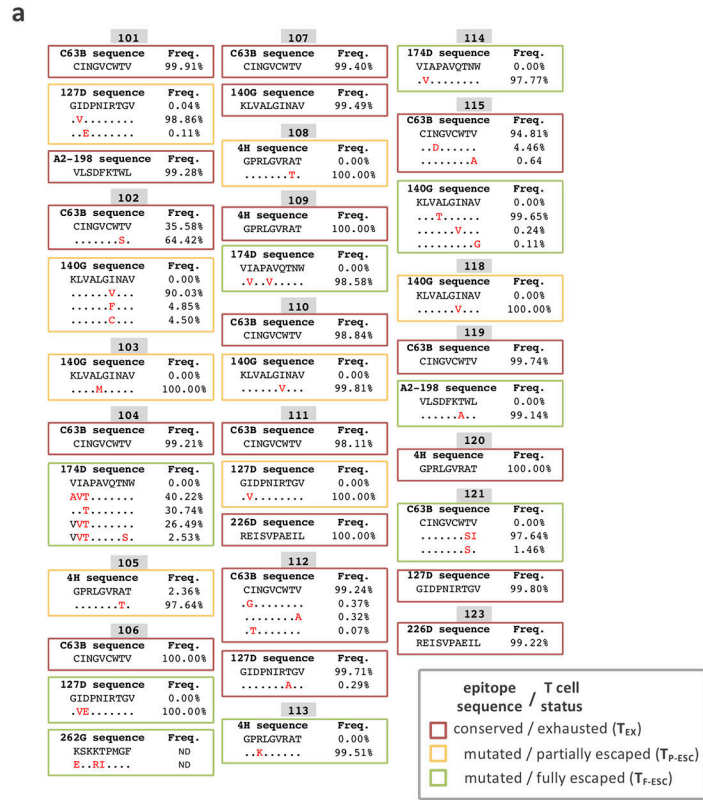 a
101
C63B sequence Freq.
CINGVCWTV 99.91%
127D sequence Freq.
GIDPNIRTGV 0.04%
.V........ 98.86%
..E....... 0.11%
A2-198 sequence Freq.
VLSDFKTWL 99.28%
102
C63B sequence Freq.
CINGVCWTV 35.58%
.......S. 64.42%
140G sequence Freq.
KLVALGINAV 0.00%
......V... 90.03%
......F... 4.85%
......C... 4.50%
103
140G sequence Freq.
KLVALGINAV 0.00%
....M..... 100.00%
104
C63B sequence Freq.
CINGVCWTV 99.21%
174D sequence Freq.
VIAPAVQTNW 0.00%
AVT....... 40.22%
..T....... 30.74%
VVT....... 26.49%
VVT.....S. 2.53%
105
4H sequence Freq.
GPRLGVRAT 2.36%
.......T. 97.64%
106
C63B sequence Freq.
CINGVCWTV 100.00%
127D sequence Freq.
GIDPNIRTGV 0.00%
.VE....... 100.00%
262G sequence Freq.
KSKKTPMGF ND
E..RI.... ND
107
C63B sequence Freq.
CINGVCWTV 99.40%
140G sequence Freq.
KLVALGINAV 99.49%
108
4H sequence Freq.
GPRLGVRAT 0.00%
.......T. 100.00%
109
4H sequence Freq.
GPRLGVRAT 100.00%
174D sequence Freq.
VIAPAVQTNW 0.00%
.V..V..... 98.58%
110
C63B sequence Freq.
CINGVCWTV 98.84%
140G sequence Freq.
KLVALGINAV 0.00%
......V... 99.81%
111
C63B sequence Freq.
CINGVCWTV 98.11%
127D sequence Freq.
GIDPNIRTGV 0.00%
.V........ 100.00%
226D sequence Freq.
REISVPAEIL 100.00%
112
C63B sequence Freq.
CINGVCWTV 99.24%
.G....... 0.37%
........A 0.32%
.T....... 0.07%
127D sequence Freq.
GIDPNIRTGV 99.71%
.......A.. 0.29%
113
4H sequence Freq.
GPRLGVRAT 0.00%
..K...... 99.51%
114
174D sequence Freq.
VIAPAVQTNW 0.00%
.V........ 97.77%
115
C63B sequence Freq.
CINGVCWTV 94.81%
..D...... 4.46%
........A 0.64
140G sequence Freq.
KLVALGINAV 0.00%
...T...... 99.65%
......V... 0.24%
.........G 0.11%
118
140G sequence Freq.
KLVALGINAV 0.00%
......V... 100.00%
119
C63B sequence Freq.
CINGVCWTV 99.74%
A2-198 sequence Freq.
VLSDFKTWL 0.00%
......A.. 99.14%
120
4H sequence Freq.
GPRLGVRAT 100.00%
121
C63B sequence Freq.
CINGVCWTV 0.00%
.......SI 97.64%
.......S. 1.46%
127D sequence Freq.
GIDPNIRTGV 99.80%
123
226D sequence Freq.
REISVPAEIL 99.22%
epitope sequence / T cell status
conserved / exhausted (TEX)
mutated / partially escaped (TP-ESC)
mutated / fully escaped (TF-ESC)